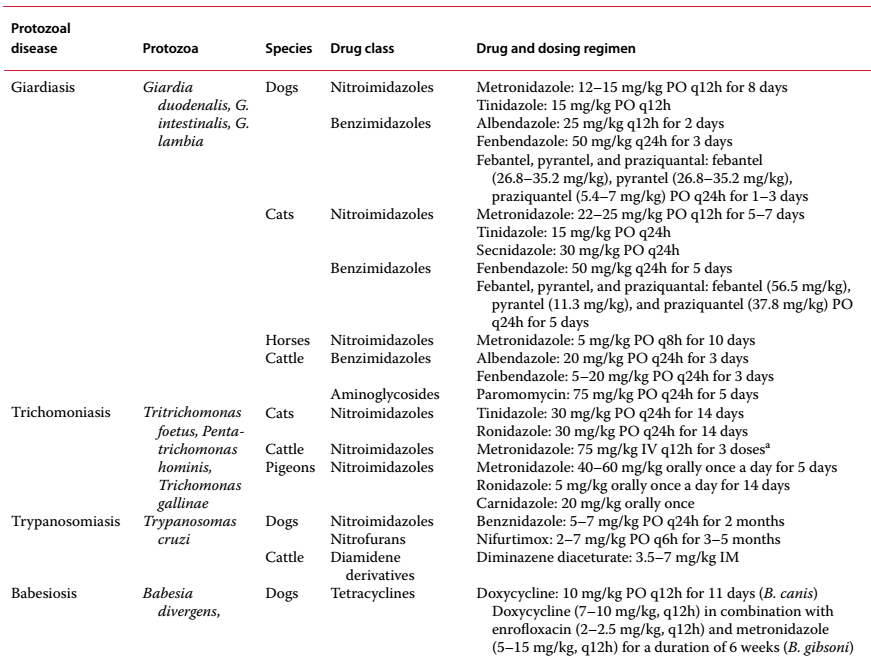 Protozoal
disease Protozoa Species Drug class Drug and dosing regimen
Giardiasis Giardia Dogs Nitroimidazoles Metronidazole: 12–15 mg/kg PO q12h for 8 days
duodenalis, G. Tinidazole: 15 mg/kg PO q12h
intestinalis, G. Benzimidazoles Albendazole: 25 mg/kg q12h for 2 days
lambia Fenbendazole: 50 mg/kg q24h for 3 days
Febantel, pyrantel, and praziquantal: febantel
(26.8–35.2 mg/kg), pyrantel (26.8–35.2 mg/kg),
praziquantel (5.4–7 mg/kg) PO q24h for 1–3 days
Cats Nitroimidazoles Metronidazole: 22–25 mg/kg PO q12h for 5–7 days
Tinidazole: 15 mg/kg PO q24h
Secnidazole: 30 mg/kg PO q24h
Benzimidazoles Fenbendazole: 50 mg/kg q24h for 5 days
Febantel, pyrantel, and praziquantal: febantel (56.5 mg/kg),
pyrantel (11.3 mg/kg), and praziquantel (37.8 mg/kg) PO
q24h for 5 days
Horses Nitroimidazoles Metronidazole: 5 mg/kg PO q8h for 10 days
Cattle Benzimidazoles Albendazole: 20 mg/kg PO q24h for 3 days
Fenbendazole: 5–20 mg/kg PO q24h for 3 days
Aminoglycosides Paromomycin: 75 mg/kg PO q24h for 5 days
Trichomoniasis Tritrichomonas Cats Nitroimidazoles Tinidazole: 30 mg/kg PO q24h for 14 days
foetus, Penta- Ronidazole: 30 mg/kg PO q24h for 14 days
trichomonas Cattle Nitroimidazoles Metronidazole: 75 mg/kg IV q12h for 3 dosesᵃ
hominis, Pigeons Nitroimidazoles Metronidazole: 40–60 mg/kg orally once a day for 5 days
Trichomonas Ronidazole: 5 mg/kg orally once a day for 14 days
gallinae Carnidazole: 20 mg/kg orally once
Trypanosomiasis Trypanosomas Dogs Nitroimidazoles Benznidazole: 5–7 mg/kg PO q24h for 2 months
cruzi Nitrofurans Nifurtimox: 2–7 mg/kg PO q6h for 3–5 months
Cattle Diamidene Diminazene diaceturate: 3.5–7 mg/kg IM
derivatives
Babesiosis Babesia Dogs Tetracyclines Doxycycline: 10 mg/kg PO q12h for 11 days (B. canis)
divergens, Doxycycline (7–10 mg/kg, q12h) in combination with
enrofloxacin (2–2.5 mg/kg, q12h) and metronidazole
(5–15 mg/kg, q12h) for a duration of 6 weeks (B. gibsoni)